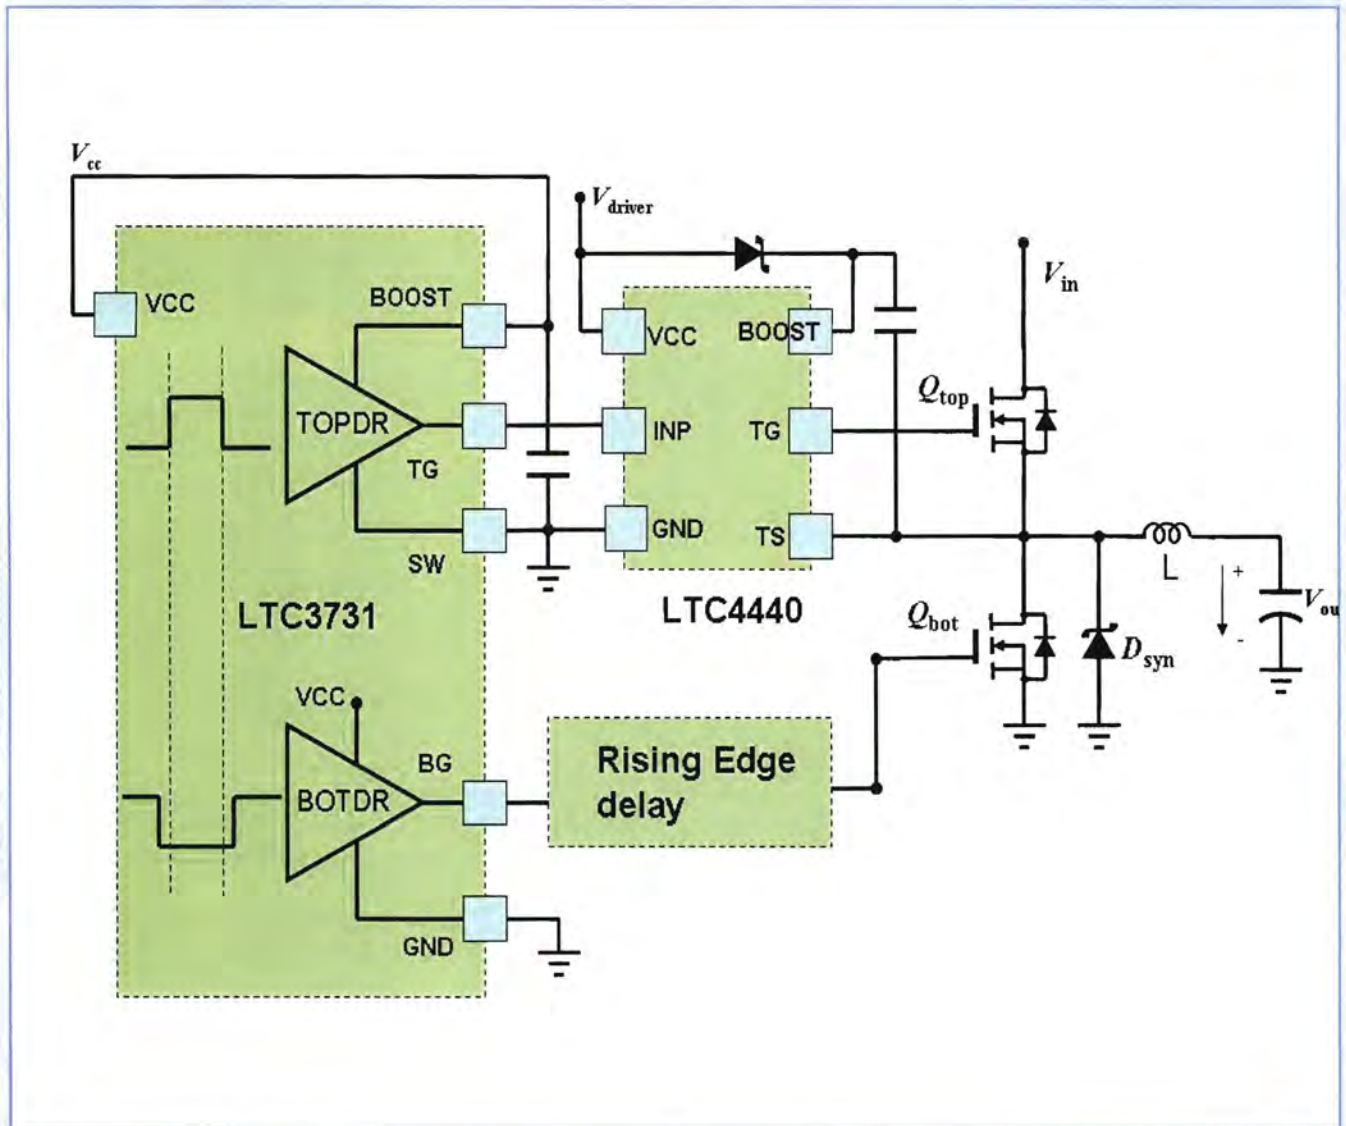 Vcc
Vdriver
VCC
BOOST
Vin
VCC
BOOST
Qtop
TOPDR
INP
TG
TG
GND
TS
SW
L
+
Vou
-
LTC3731
LTC4440
Qbot
Dsyn
VCC
BG
Rising Edge
delay
BOTDR
GND